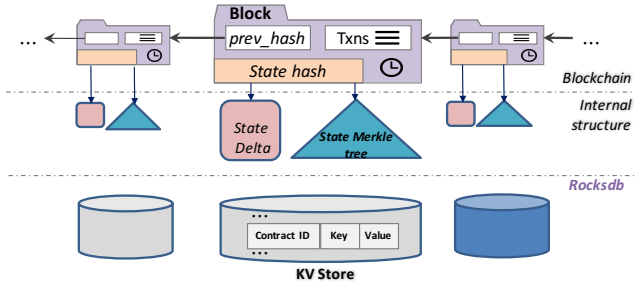 Block
...
prev_hash
Txns
...
State hash
Blockchain
Internal
structure
State
Delta
State Merkle
tree
Rocksdb
...
Contract ID
Key
Value
...
KV Store